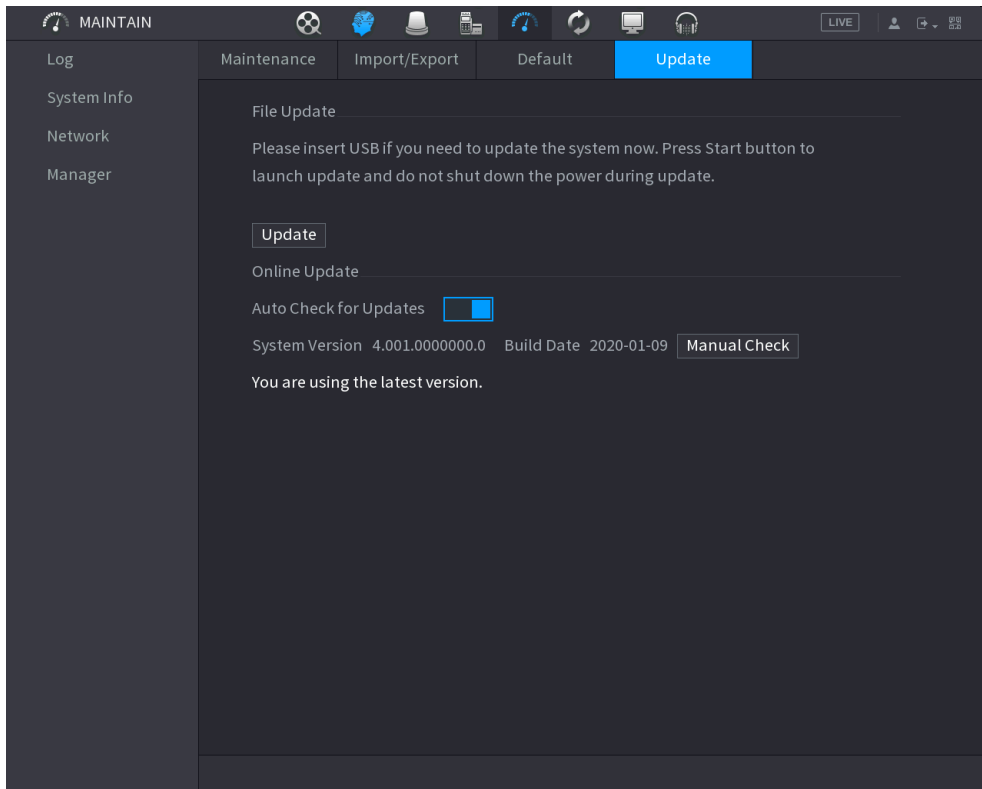 MAINTAIN
LIVE
Log
System Info
Network
Manager
Maintenance Import/Export Default Update
File Update
Please insert USB if you need to update the system now. Press Start button to
launch update and do not shut down the power during update.
Update
Online Update
Auto Check for Updates
System Version 4.001.0000000.0 Build Date 2020-01-09 Manual Check
You are using the latest version.